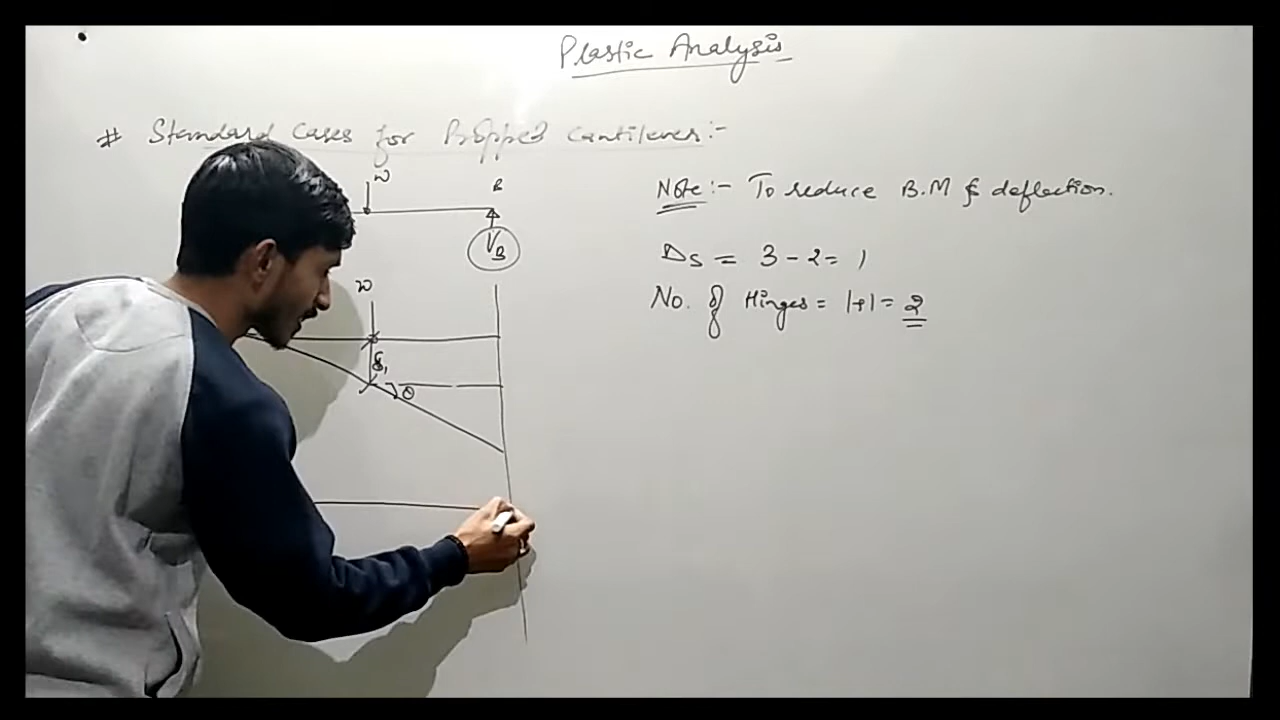 Plastic Analysis
# Standard Cases for Propped Cantilever:-
W
B
V_B
W
δ₁
θ
Note:- To reduce B.M & deflection.
Ds = 3-2= 1
No. of Hinges = 1+1= 2